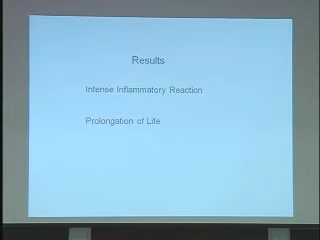 Results
Intense Inflammatory Reaction
Prolongation of Life